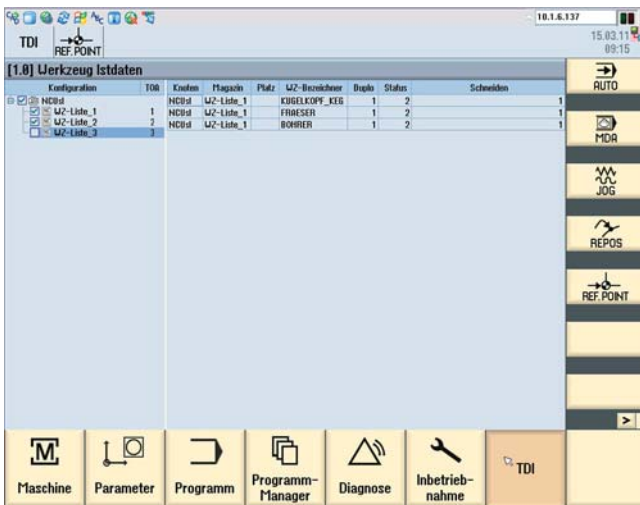 10.1.6.137
TDI
REF.POINT
15.03.11
09:15
[1.0] Werkzeug Istdaten
Konfiguration TOA Knoten Magazin Platz WZ-Bezeichner Duplo Status Schneiden
NCUsl NCUsl WZ-Liste_1 KUGELKOPF_KEG 1 2 1
WZ-Liste_1 1 NCUsl WZ-Liste_1 FRAESER 1 2 1
WZ-Liste_2 2 NCUsl WZ-Liste_1 BOHRER 1 2 1
WZ-Liste_3 3
AUTO
MDA
JOG
REPOS
REF.POINT
>
M
Maschine
Parameter
Programm
Programm-
Manager
Diagnose
Inbetrieb-
nahme
TDI